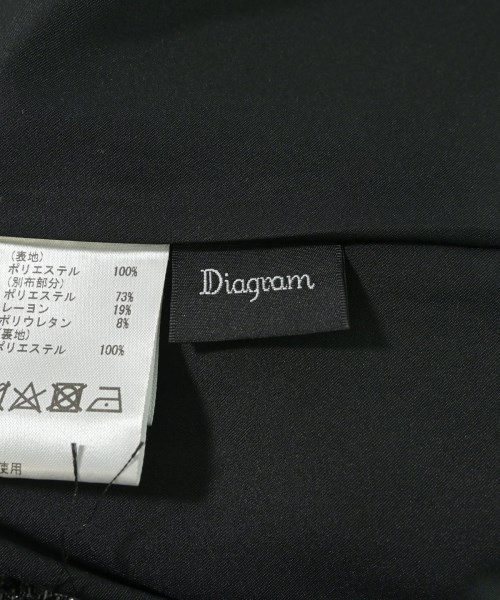 (表地)
ポリエステル 100%
(別布部分)
ポリエステル 73%
レーヨン 19%
ポリウレタン 8%
(裏地)
ポリエステル 100%
使用
Diagram